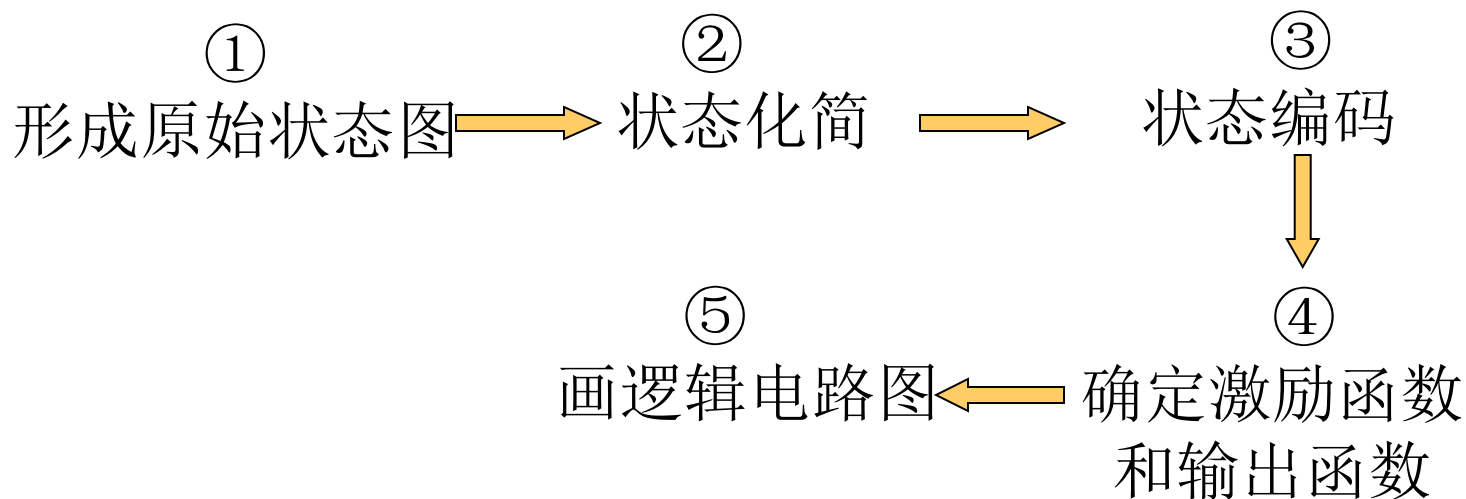 ①
形成原始状态图
②
状态化简
③
状态编码
④
确定激励函数
和输出函数
⑤
画逻辑电路图